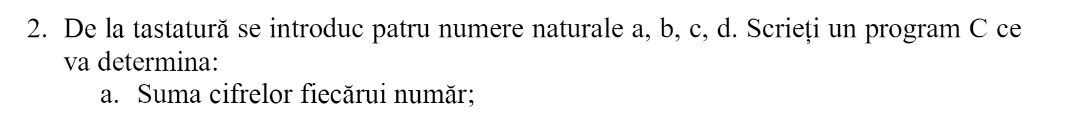 2. De la tastatură se introduc patru numere naturale a, b, c, d. Scrieți un program C ce
va determina:
a. Suma cifrelor fiecărui număr;